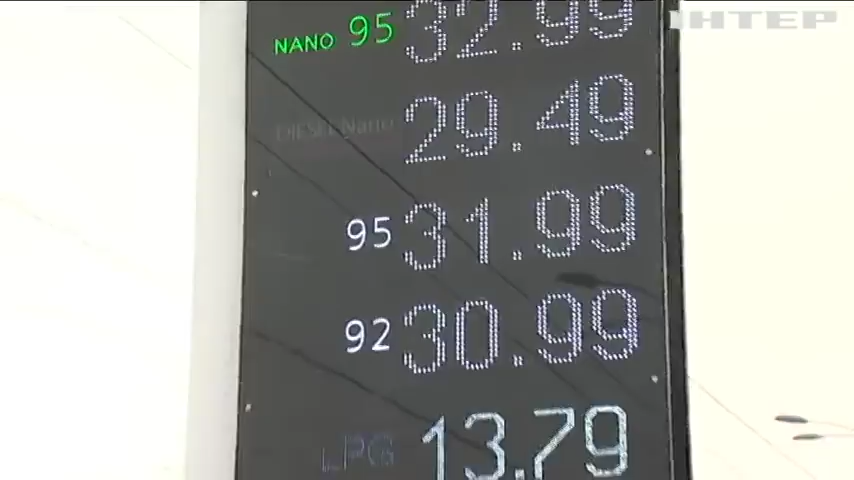 ІНТЕР
NANO 95 32.99
DIESEL Nano 29.49
95 31.99
92 30.99
LPG 13.79